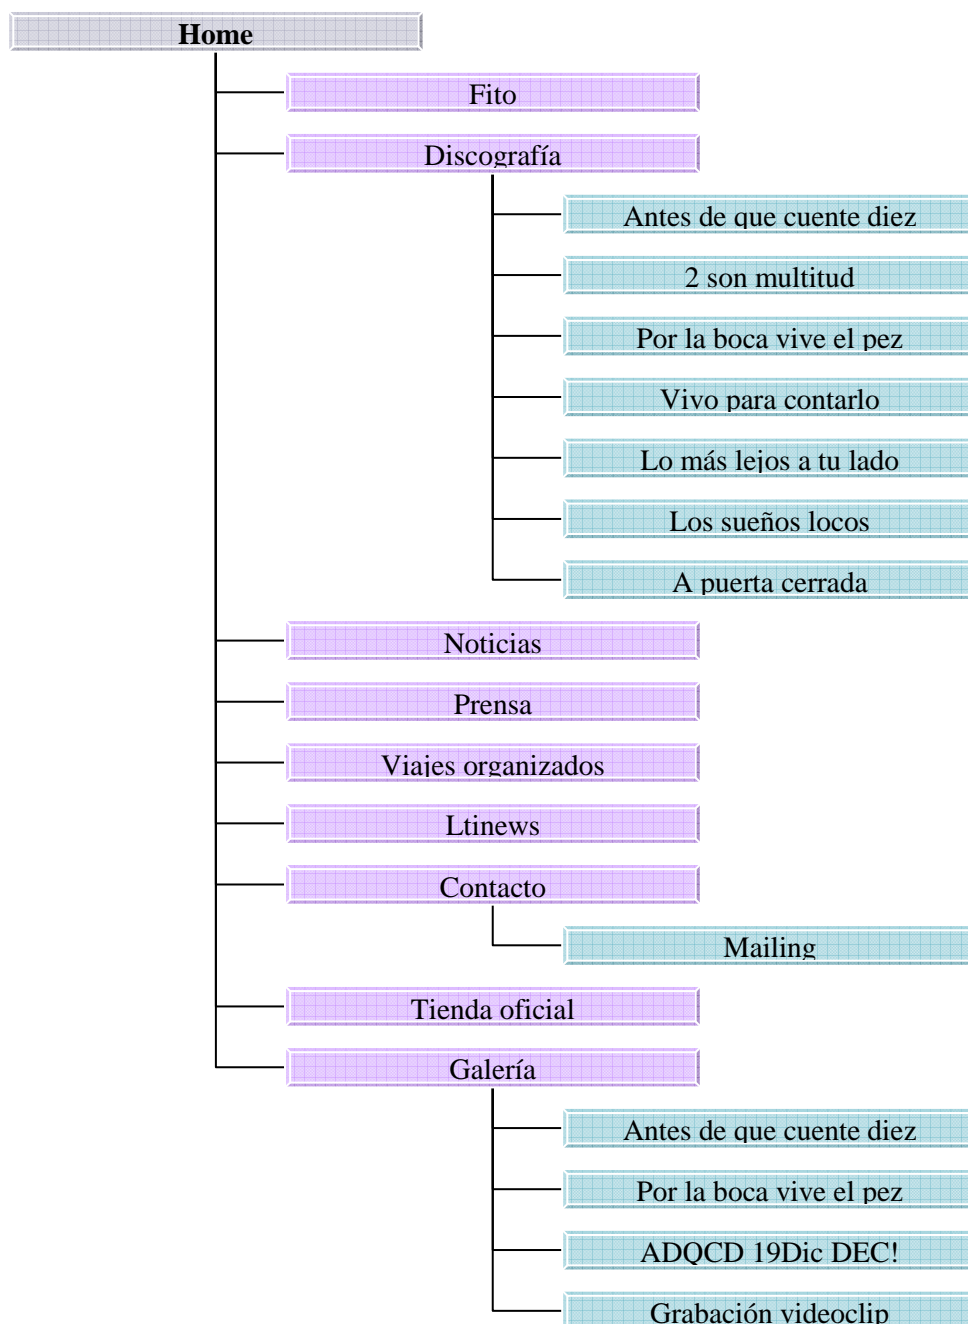 Home
Fito
Discografía
Antes de que cuente diez
2 son multitud
Por la boca vive el pez
Vivo para contarlo
Lo más lejos a tu lado
Los sueños locos
A puerta cerrada
Noticias
Prensa
Viajes organizados
Ltinews
Contacto
Mailing
Tienda oficial
Galería
Antes de que cuente diez
Por la boca vive el pez
ADQCD 19Dic DEC!
Grabación videoclip